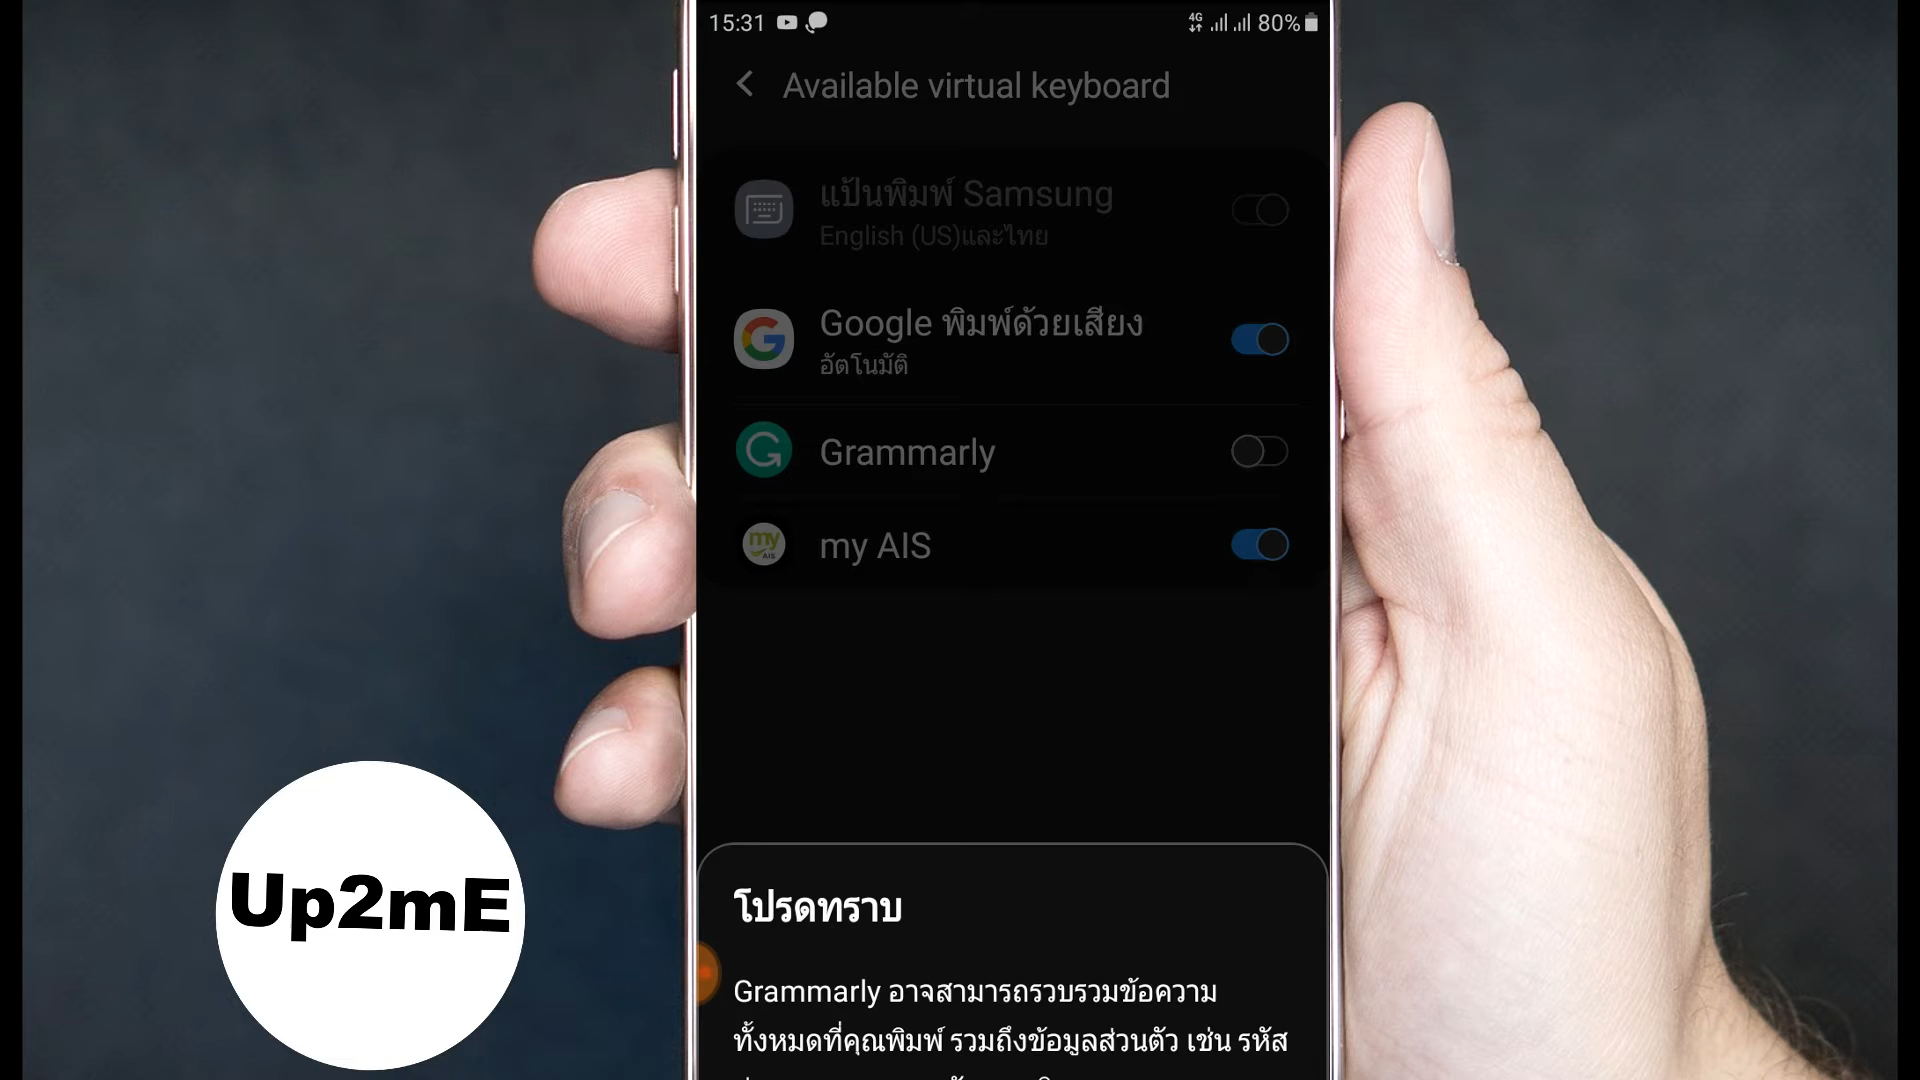 15:31
4G 80%
Available virtual keyboard
แป้นพิมพ์ Samsung
English (US)และไทย
Google พิมพ์ด้วยเสียง
อัตโนมัติ
Grammarly
my AIS
my AIS
Up2mE
โปรดทราบ
Grammarly อาจสามารถรวบรวมข้อความ
ทั้งหมดที่คุณพิมพ์ รวมถึงข้อมูลส่วนตัว เช่น รหัส